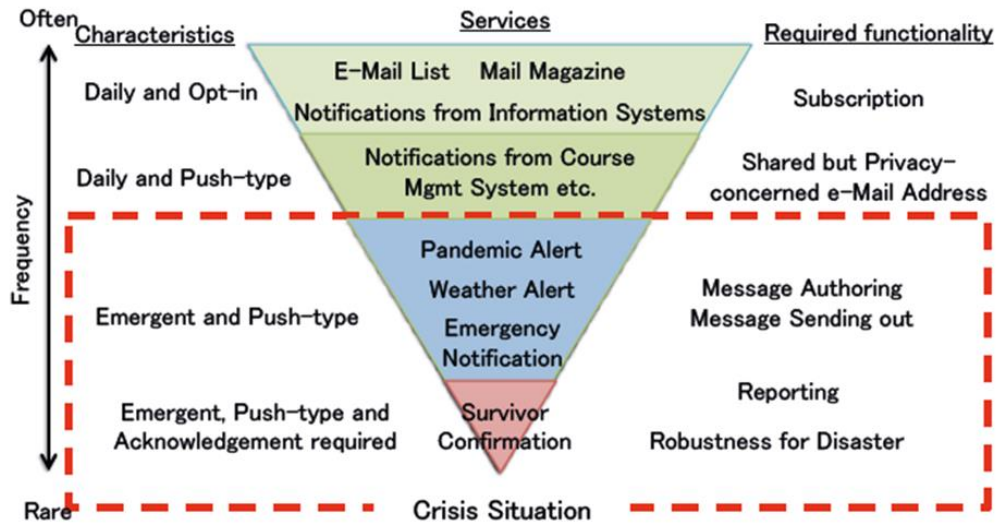 Often
Characteristics
Services
Required functionality
Daily and Opt-in
E-Mail List Mail Magazine
Notifications from Information Systems
Subscription
Daily and Push-type
Notifications from Course
Mgmt System etc.
Shared but Privacy-
concerned e-Mail Address
Frequency
Emergent and Push-type
Pandemic Alert
Weather Alert
Emergency
Notification
Message Authoring
Message Sending out
Emergent, Push-type and
Acknowledgement required
Survivor
Confirmation
Reporting
Robustness for Disaster
Rare
Crisis Situation